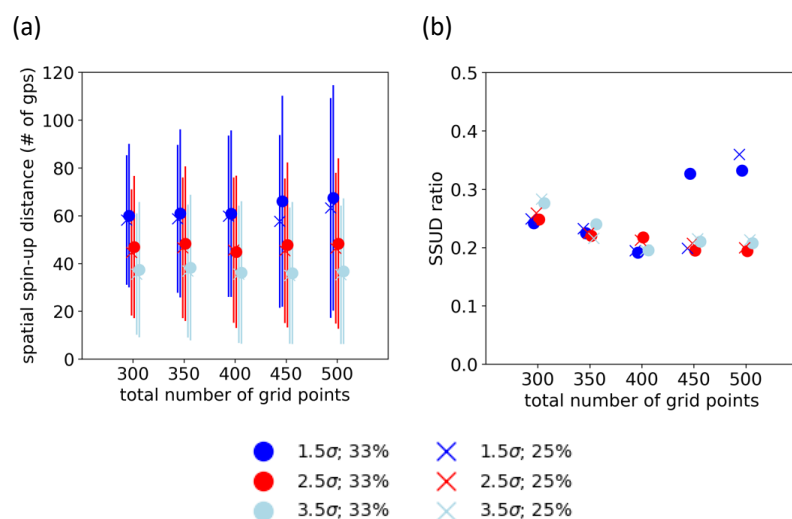 (a)
spatial spin-up distance (# of gps)
120
100
80
60
40
20
0
300 350 400 450 500
total number of grid points
(b)
SSUD ratio
0.5
0.4
0.3
0.2
0.1
0.0
300 350 400 450 500
total number of grid points
1.5σ; 33% 1.5σ; 25%
2.5σ; 33% 2.5σ; 25%
3.5σ; 33% 3.5σ; 25%